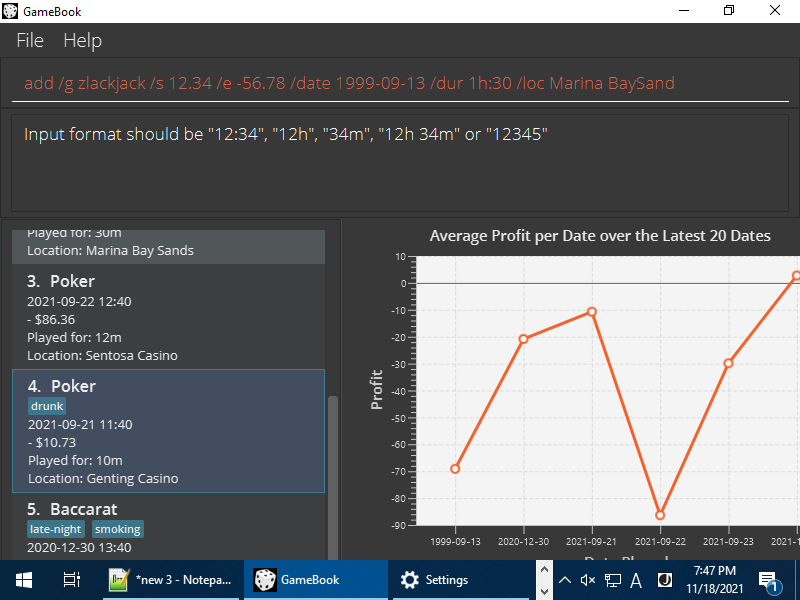 GameBook
File Help
add /g zlackjack /s 12.34 /e -56.78 /date 1999-09-13 /dur 1h:30 /loc Marina BaySand
Input format should be "12:34", "12h", "34m", "12h 34m" or "12345"
Played for: 30m
Location: Marina Bay Sands
3. Poker
2021-09-22 12:40
- $86.36
Played for: 12m
Location: Sentosa Casino
4. Poker
drunk
2021-09-21 11:40
- $10.73
Played for: 10m
Location: Genting Casino
5. Baccarat
late-night smoking
2020-12-30 13:40
Average Profit per Date over the Latest 20 Dates
Profit
10
0
-10
-20
-30
-40
-50
-60
-70
-80
-90
1999-09-13 2020-12-30 2021-09-21 2021-09-22 2021-09-23 2021-1
*new 3 - Notepa...
GameBook
Settings
A
7:47 PM
11/18/2021
1